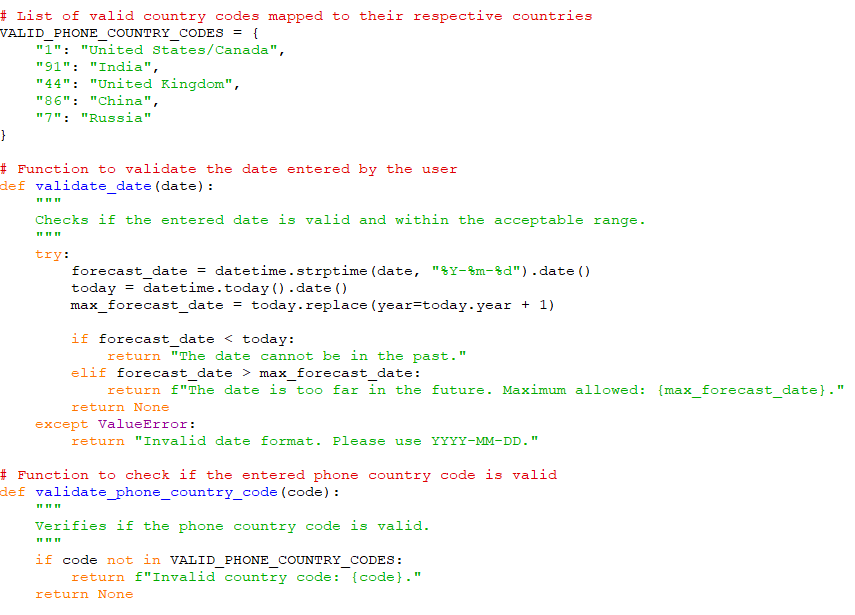 # List of valid country codes mapped to their respective countries
VALID_PHONE_COUNTRY_CODES = {
    "1": "United States/Canada",
    "91": "India",
    "44": "United Kingdom",
    "86": "China",
    "7": "Russia"
}

# Function to validate the date entered by the user
def validate_date(date):
    """
    Checks if the entered date is valid and within the acceptable range.
    """
    try:
        forecast_date = datetime.strptime(date, "%Y-%m-%d").date()
        today = datetime.today().date()
        max_forecast_date = today.replace(year=today.year + 1)

        if forecast_date < today:
            return "The date cannot be in the past."
        elif forecast_date > max_forecast_date:
            return f"The date is too far in the future. Maximum allowed: {max_forecast_date}."
        return None
    except ValueError:
        return "Invalid date format. Please use YYYY-MM-DD."

# Function to check if the entered phone country code is valid
def validate_phone_country_code(code):
    """
    Verifies if the phone country code is valid.
    """
    if code not in VALID_PHONE_COUNTRY_CODES:
        return f"Invalid country code: {code}."
    return None